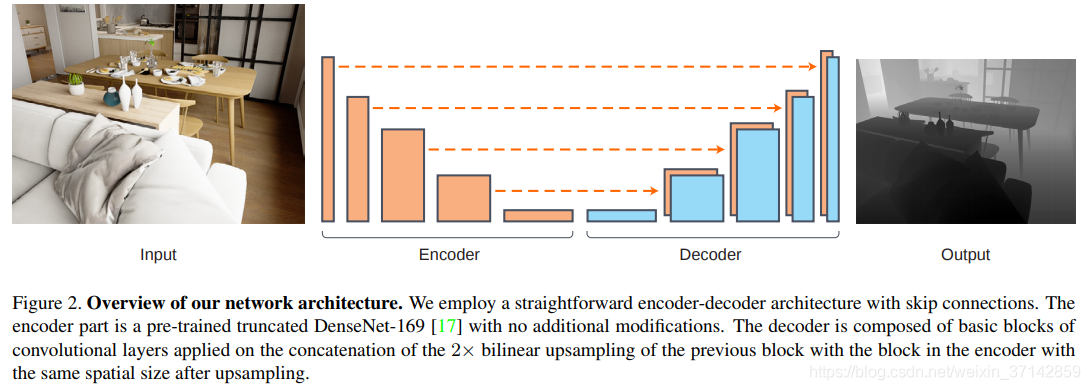 Input
Encoder
Decoder
Output
Figure 2. Overview of our network architecture. We employ a straightforward encoder-decoder architecture with skip connections. The
encoder part is a pre-trained truncated DenseNet-169 [17] with no additional modifications. The decoder is composed of basic blocks of
convolutional layers applied on the concatenation of the 2× bilinear upsampling of the previous block with the block in the encoder with
the same spatial size after upsampling.
https://blog.csdn.net/weixin_37142859